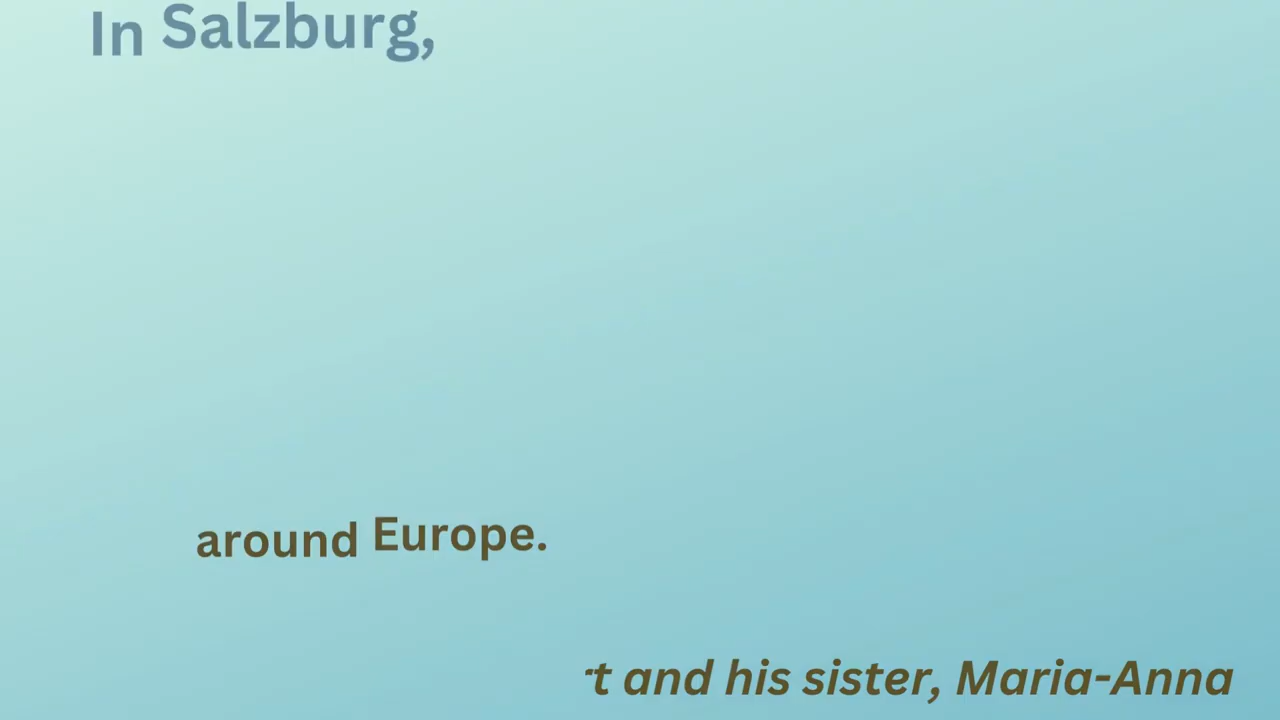 In Salzburg,
around Europe.
t and his sister, Maria-Anna